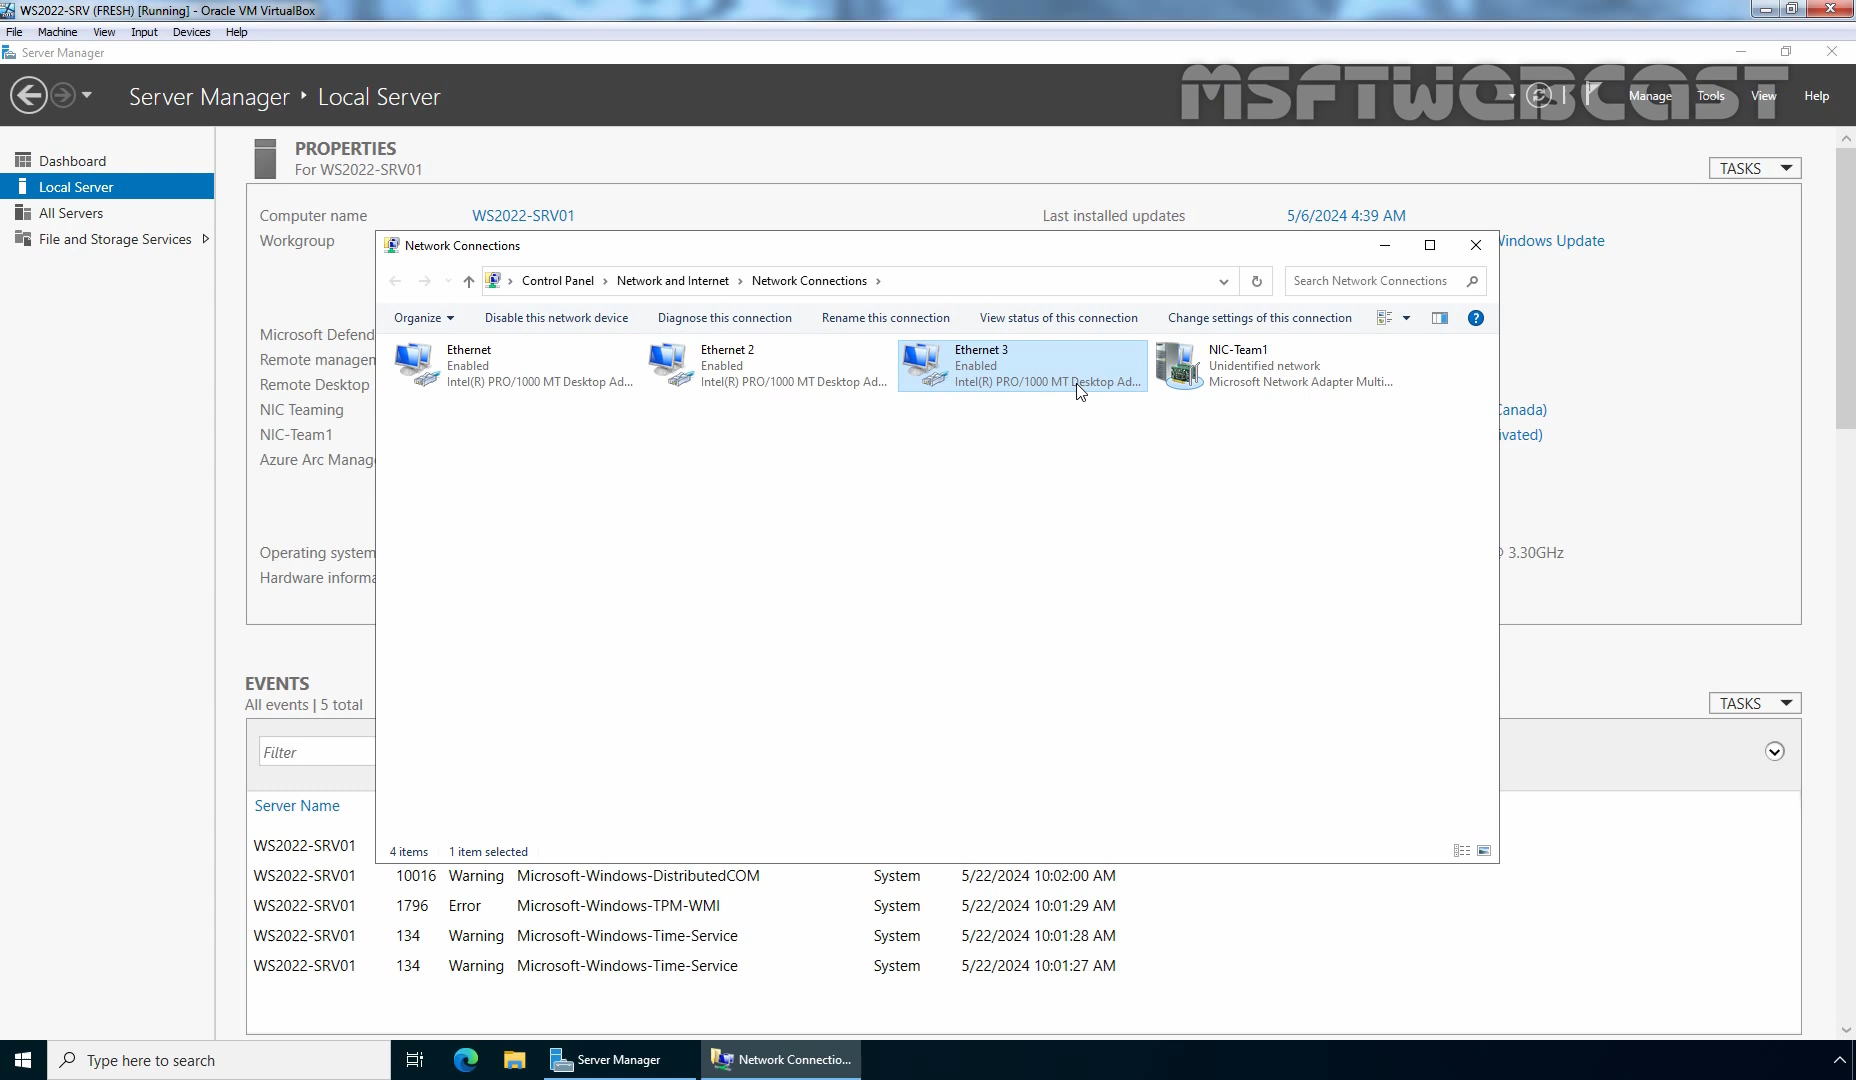 WS2022-SRV (FRESH) [Running] - Oracle VM VirtualBox
File Machine View Input Devices Help
Server Manager
Server Manager ‣ Local Server
MSFTWEBCAST
Manage Tools View Help
Dashboard
Local Server
All Servers
File and Storage Services
PROPERTIES
For WS2022-SRV01
TASKS
Computer name WS2022-SRV01 Last installed updates 5/6/2024 4:39 AM
Workgroup Windows Update
Network Connections
Control Panel › Network and Internet › Network Connections ›
Search Network Connections
Organize Disable this network device Diagnose this connection Rename this connection View status of this connection Change settings of this connection
Ethernet
Enabled
Intel(R) PRO/1000 MT Desktop Ad...
Ethernet 2
Enabled
Intel(R) PRO/1000 MT Desktop Ad...
Ethernet 3
Enabled
Intel(R) PRO/1000 MT Desktop Ad...
NIC-Team1
Unidentified network
Microsoft Network Adapter Multi...
4 items 1 item selected
Microsoft Defend
Remote managem
Remote Desktop
NIC Teaming Canada)
NIC-Team1 ivated)
Azure Arc Manag
Operating system 3.30GHz
Hardware informa
EVENTS
All events | 5 total
TASKS
Filter
Server Name
WS2022-SRV01
WS2022-SRV01 10016 Warning Microsoft-Windows-DistributedCOM System 5/22/2024 10:02:00 AM
WS2022-SRV01 1796 Error Microsoft-Windows-TPM-WMI System 5/22/2024 10:01:29 AM
WS2022-SRV01 134 Warning Microsoft-Windows-Time-Service System 5/22/2024 10:01:28 AM
WS2022-SRV01 134 Warning Microsoft-Windows-Time-Service System 5/22/2024 10:01:27 AM
Type here to search
Server Manager
Network Connectio...